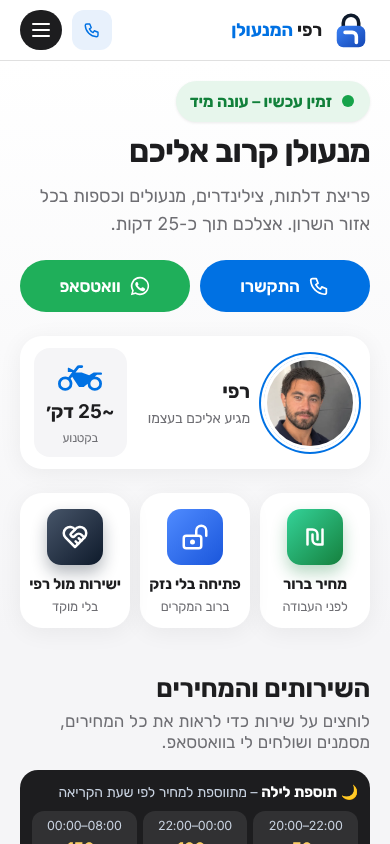 רפי המנעולן
זמין עכשיו – עונה מיד
מנעולן קרוב אליכם
פריצת דלתות, צילינדרים, מנעולים וכספות בכל
אזור השרון. אצלכם תוך כ-25 דקות.
התקשרו
וואטסאפ
רפי
מגיע אליכם בעצמו
~25 דק׳
בקטנוע
₪
מחיר ברור
לפני העבודה
פתיחה בלי נזק
ברוב המקרים
ישירות מול רפי
בלי מוקד
השירותים והמחירים
לוחצים על שירות כדי לראות את כל המחירים,
מסמנים ושולחים לי בוואטסאפ.
🌙 תוספת לילה – מתווספת למחיר לפי שעת הקריאה
20:00–22:00
22:00–00:00
00:00–08:00